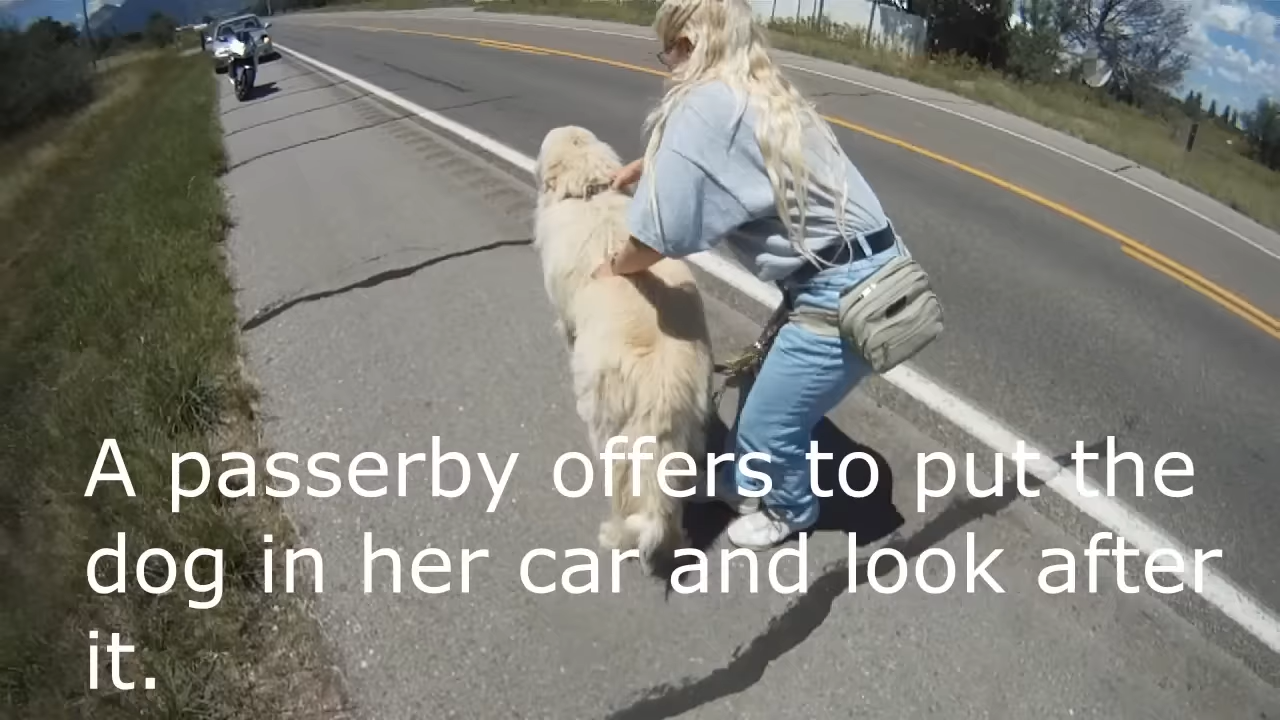 A passerby offers to put the
dog in her car and look after
it.